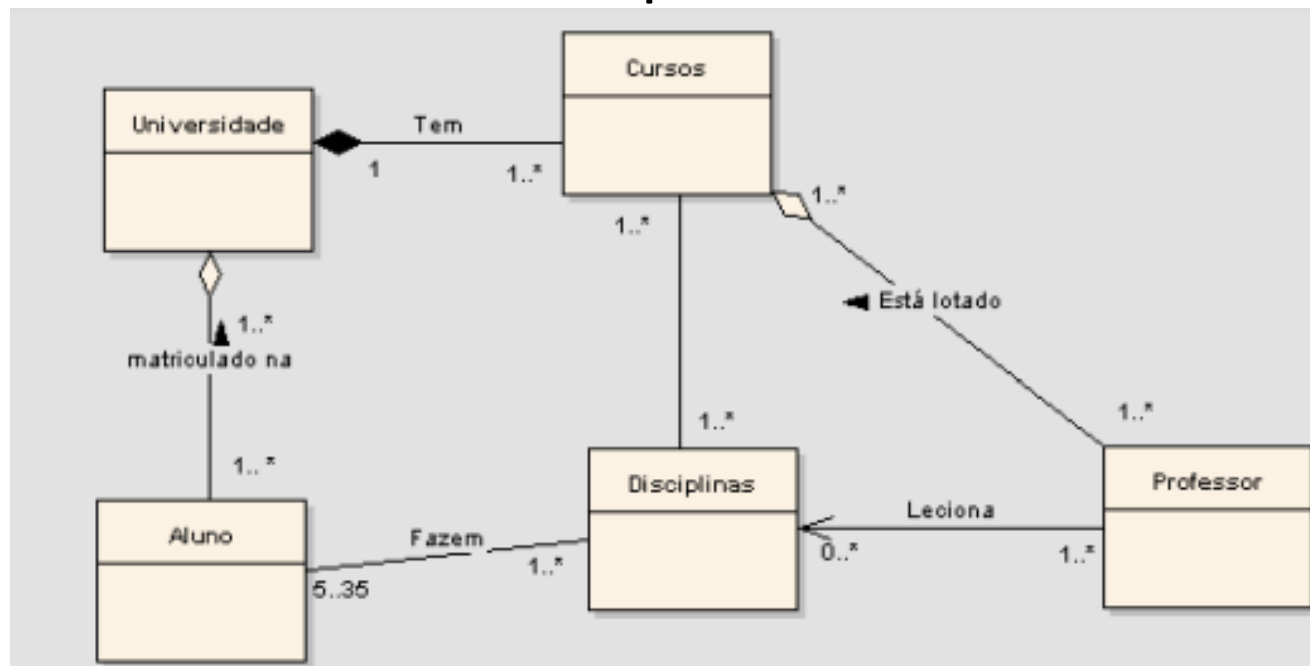 Cursos
Universidade
Tem
1
1..*
1..*
1..*
Está lotado
1..*
matriculado na
1..*
1..*
1..*
Disciplinas
Professor
Aluno
Fazem
Leciona
5..35
1..*
0..*
1..*